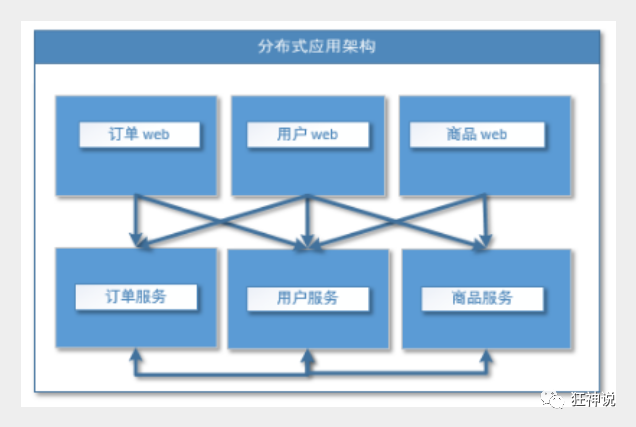 分布式应用架构
订单 web
用户 web
商品 web
订单服务
用户服务
商品服务
狂神说